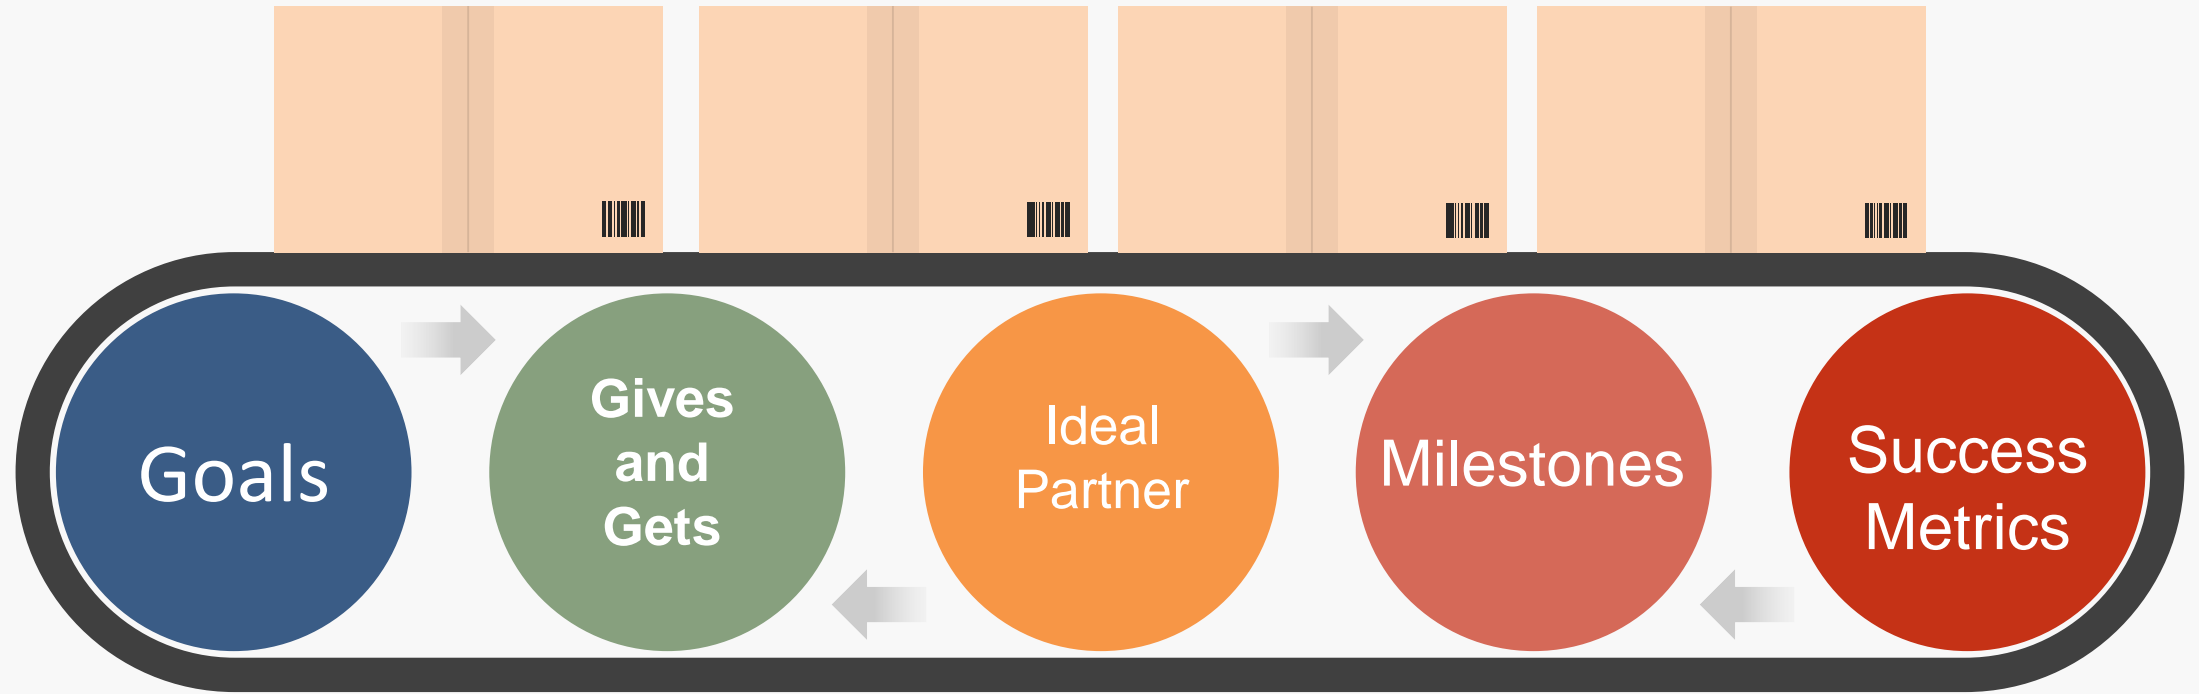 Goals
Gives
and
Gets
Ideal
Partner
Milestones
Success
Metrics